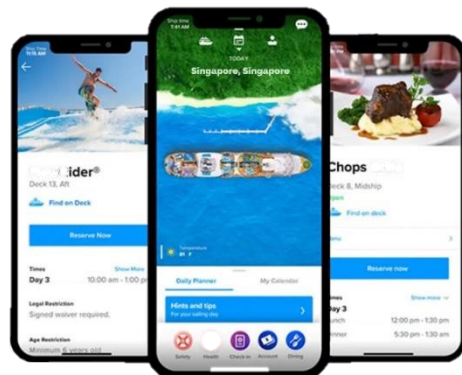 Ship time
11:15 AM
ider®
Deck 13, Aft
Find on Deck
Reserve Now
Times
Show More
Day 3
10:00 am - 1:00 p
Legal Restriction
Signed waiver required.
Age Restriction
Minimum 6 years old
Ship time
7:41 AM
TODAY
Singapore, Singapore
Temperature
Daily Planner
My Calendar
Hints and tips
For your sailing day
Safety
Health
Check-in
Account
Dining
Chops
Deck 8, Midship
Find on deck
Reserve now
Times
Show more
Day 3
unch
12:00 pm - 1:30 pm
nner
5:30 pm - 1:30 am